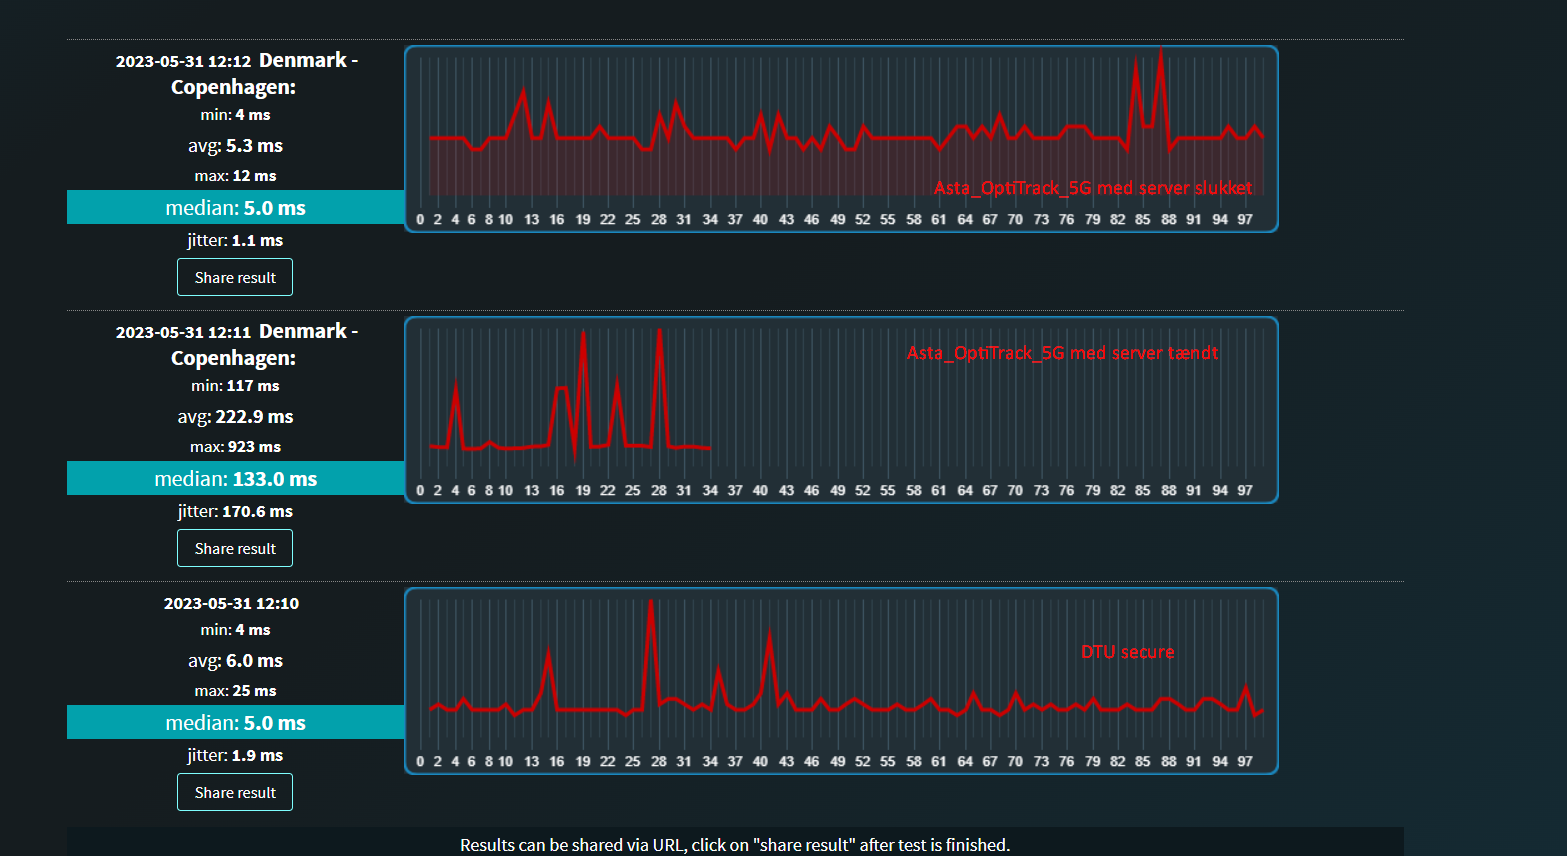 2023-05-31 12:12 Denmark -
Copenhagen:
min: 4 ms
avg: 5.3 ms
max: 12 ms
median: 5.0 ms
jitter: 1.1 ms
Share result
Asta_OptiTrack_5G med server slukket
0 2 4 6 8 10 13 16 19 22 25 28 31 34 37 40 43 46 49 52 55 58 61 64 67 70 73 76 79 82 85 88 91 94 97
2023-05-31 12:11 Denmark -
Copenhagen:
min: 117 ms
avg: 222.9 ms
max: 923 ms
median: 133.0 ms
jitter: 170.6 ms
Share result
Asta_OptiTrack_5G med server tændt
0 2 4 6 8 10 13 16 19 22 25 28 31 34 37 40 43 46 49 52 55 58 61 64 67 70 73 76 79 82 85 88 91 94 97
2023-05-31 12:10
min: 4 ms
avg: 6.0 ms
max: 25 ms
median: 5.0 ms
jitter: 1.9 ms
Share result
DTU secure
0 2 4 6 8 10 13 16 19 22 25 28 31 34 37 40 43 46 49 52 55 58 61 64 67 70 73 76 79 82 85 88 91 94 97
Results can be shared via URL, click on "share result" after test is finished.